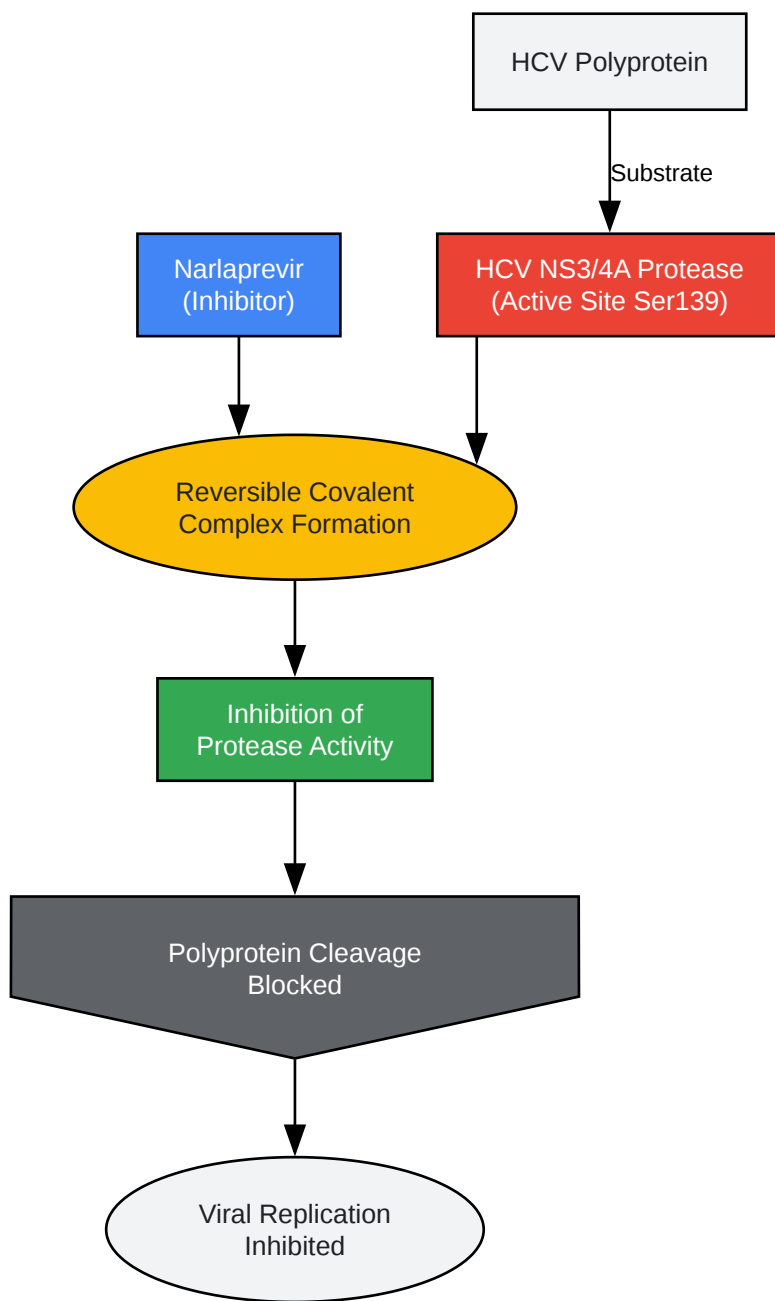 HCV Polyprotein
Substrate
Narlaprevir
(Inhibitor)
HCV NS3/4A Protease
(Active Site Ser139)
Reversible Covalent
Complex Formation
Inhibition of
Protease Activity
Polyprotein Cleavage
Blocked
Viral Replication
Inhibited